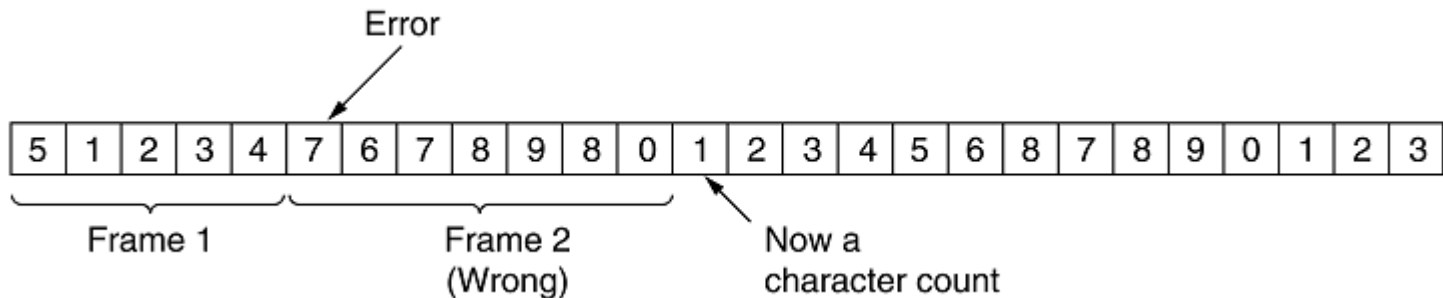 Error
5 1 2 3 4 7 6 7 8 9 8 0 1 2 3 4 5 6 8 7 8 9 0 1 2 3
Frame 1 Frame 2 Now a
(Wrong) character count